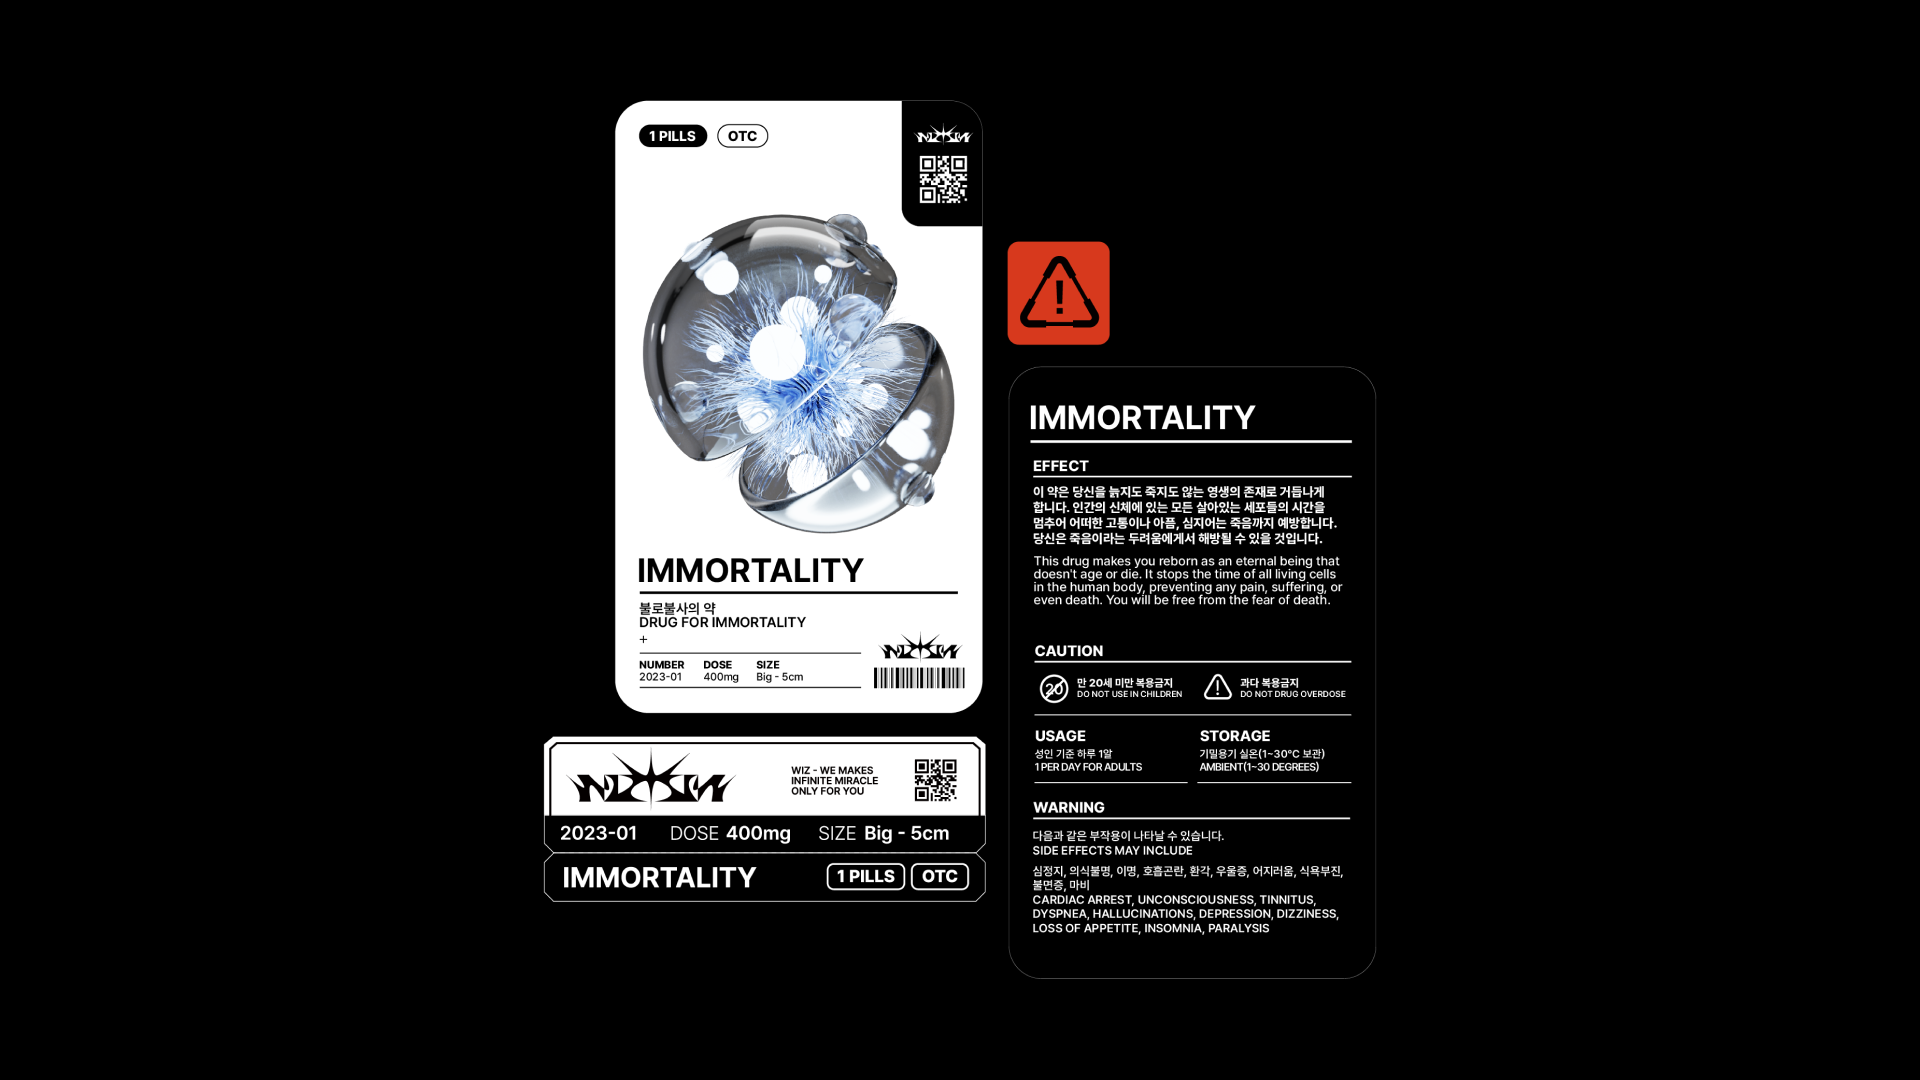 1 PILLS
OTC
IMMORTALITY
불로불사의 약
DRUG FOR IMMORTALITY
+
NUMBER DOSE SIZE
2023-01 400mg Big - 5cm
WIZ - WE MAKES
INFINITE MIRACLE
ONLY FOR YOU
2023-01 DOSE 400mg SIZE Big - 5cm
IMMORTALITY 1 PILLS OTC
!
IMMORTALITY
EFFECT
이 약은 당신을 늙지도 죽지도 않는 영생의 존재로 거듭나게
합니다. 인간의 신체에 있는 모든 살아있는 세포들의 시간을
멈추어 어떠한 고통이나 아픔, 심지어는 죽음까지 예방합니다.
당신은 죽음이라는 두려움에게서 해방될 수 있을 것입니다.
This drug makes you reborn as an eternal being that
doesn't age or die. It stops the time of all living cells
in the human body, preventing any pain, suffering, or
even death. You will be free from the fear of death.
CAUTION
20
만 20세 미만 복용금지
DO NOT USE IN CHILDREN
!
과다 복용금지
DO NOT DRUG OVERDOSE
USAGE
성인 기준 하루 1알
1 PER DAY FOR ADULTS
STORAGE
기밀용기 실온(1~30°C 보관)
AMBIENT(1~30 DEGREES)
WARNING
다음과 같은 부작용이 나타날 수 있습니다.
SIDE EFFECTS MAY INCLUDE
심정지, 의식불명, 이명, 호흡곤란, 환각, 우울증, 어지러움, 식욕부진,
불면증, 마비
CARDIAC ARREST, UNCONSCIOUSNESS, TINNITUS,
DYSPNEA, HALLUCINATIONS, DEPRESSION, DIZZINESS,
LOSS OF APPETITE, INSOMNIA, PARALYSIS